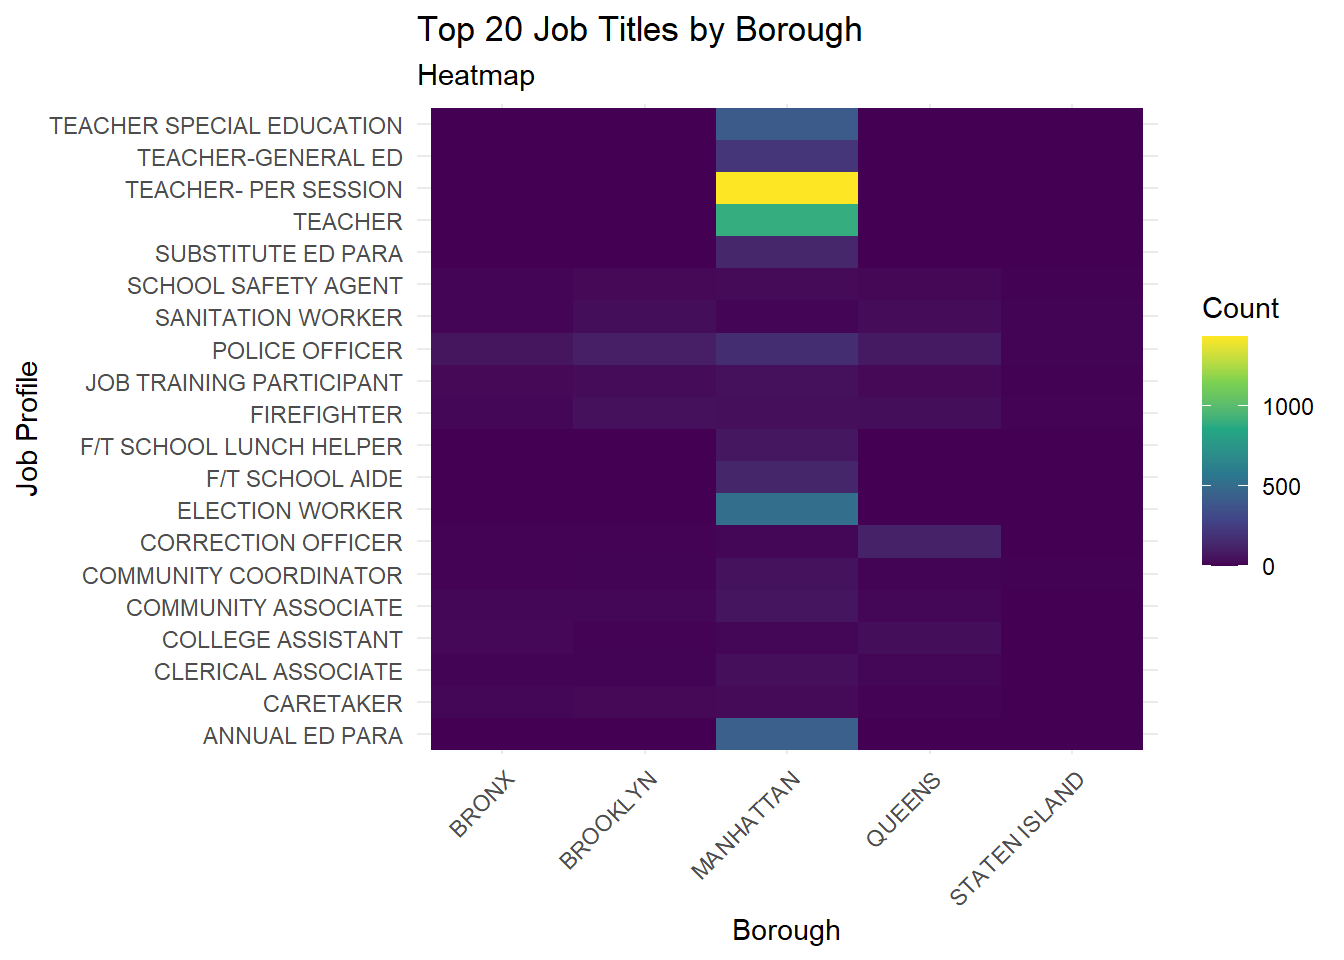 Top 20 Job Titles by Borough
Heatmap
Job Profile
TEACHER SPECIAL EDUCATION
TEACHER-GENERAL ED
TEACHER- PER SESSION
TEACHER
SUBSTITUTE ED PARA
SCHOOL SAFETY AGENT
SANITATION WORKER
POLICE OFFICER
JOB TRAINING PARTICIPANT
FIREFIGHTER
F/T SCHOOL LUNCH HELPER
F/T SCHOOL AIDE
ELECTION WORKER
CORRECTION OFFICER
COMMUNITY COORDINATOR
COMMUNITY ASSOCIATE
COLLEGE ASSISTANT
CLERICAL ASSOCIATE
CARETAKER
ANNUAL ED PARA
BRONX
BROOKLYN
MANHATTAN
QUEENS
STATEN ISLAND
Borough
Count
1000
500
0